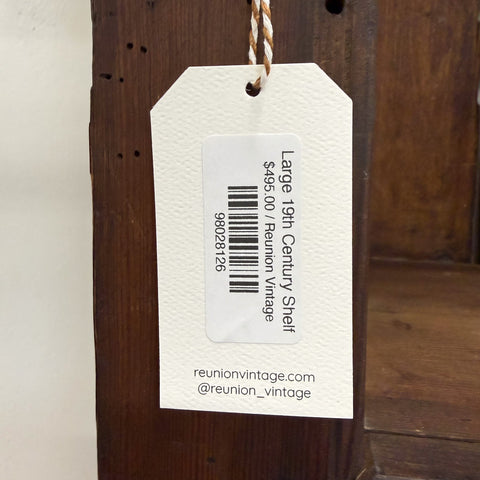 Large 19th Century Shelf
$495.00 / Reunion Vintage
98028126
reunionvintage.com
@reunion_vintage